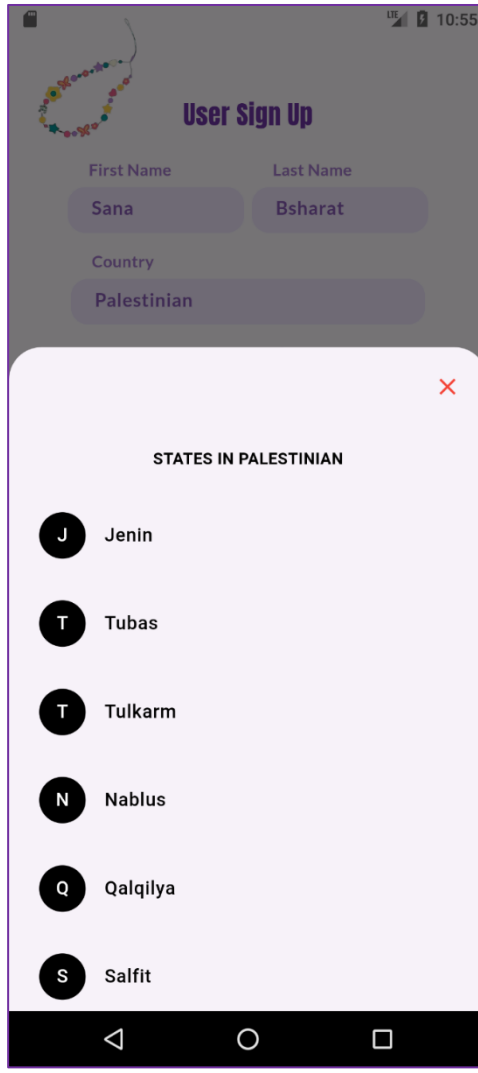 LTE 10:55
User Sign Up
First Name Last Name
Sana Bsharat
Country
Palestinian
STATES IN PALESTINIAN
J Jenin
T Tubas
T Tulkarm
N Nablus
Q Qalqilya
S Salfit